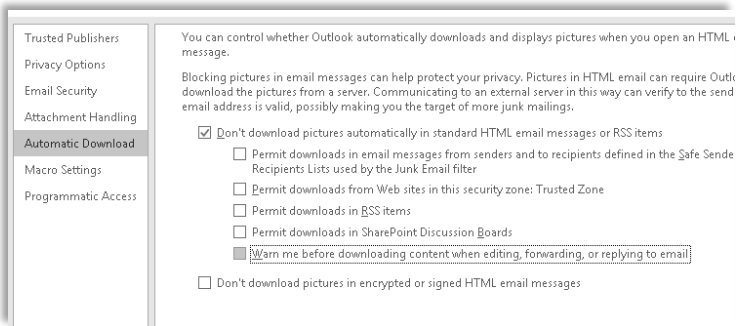 Trusted Publishers
Privacy Options
Email Security
Attachment Handling
Automatic Download
Macro Settings
Programmatic Access
You can control whether Outlook automatically downloads and displays pictures when you open an HTML
message.
Blocking pictures in email messages can help protect your privacy. Pictures in HTML email can require
download the pictures from a server. Communicating to an external server in this way can verify to the
email address is valid, possibly making you the target of more junk mailings.
Don't download pictures automatically in standard HTML email messages or RSS items
Permit downloads in email messages from senders and to recipients defined in the Safe
Recipients Lists used by the Junk Email filter
Permit downloads from Web sites in this security zone: Trusted Zone
Permit downloads in RSS items
Permit downloads in SharePoint Discussion Boards
Warn me before downloading content when editing, forwarding, or replying to email
Don't download pictures in encrypted or signed HTML email messages